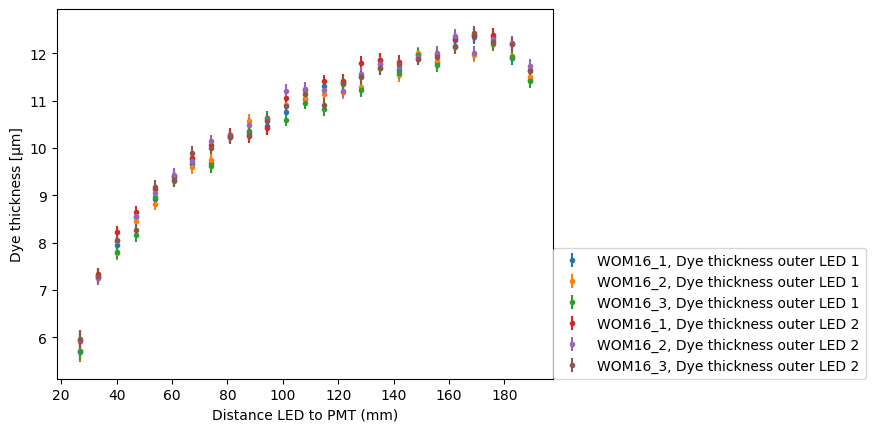 12
11
10
9
8
7
6
Dye thickness [μm]
20
40
60
80
100
120
140
160
180
Distance LED to PMT (mm)
WOM16_1, Dye thickness outer LED 1
WOM16_2, Dye thickness outer LED 1
WOM16_3, Dye thickness outer LED 1
WOM16_1, Dye thickness outer LED 2
WOM16_2, Dye thickness outer LED 2
WOM16_3, Dye thickness outer LED 2